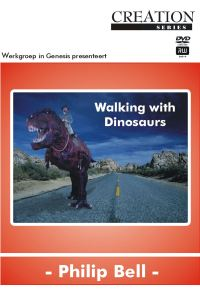 CREATION
SERIES
DVD
Werkgroep in Genesis presenteert
Walking with
Dinosaurs
- Philip Bell -